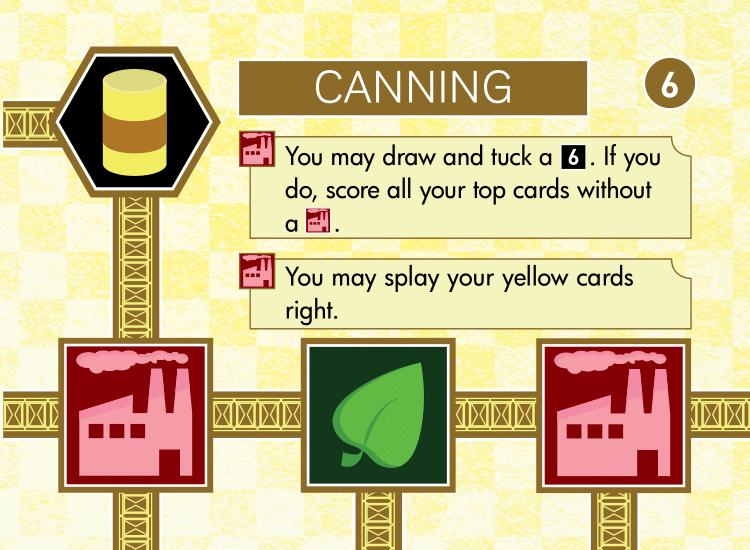 CANNING
6
You may draw and tuck a 6. If you
do, score all your top cards without
a .
You may splay your yellow cards
right.